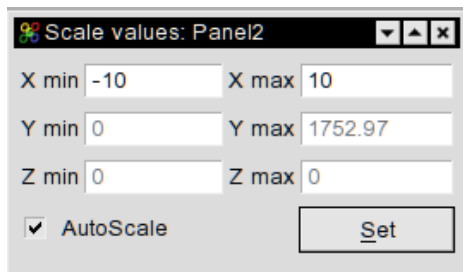 Scale values: Panel2
X min -10 X max 10
Y min 0 Y max 1752.97
Z min 0 Z max 0
AutoScale Set